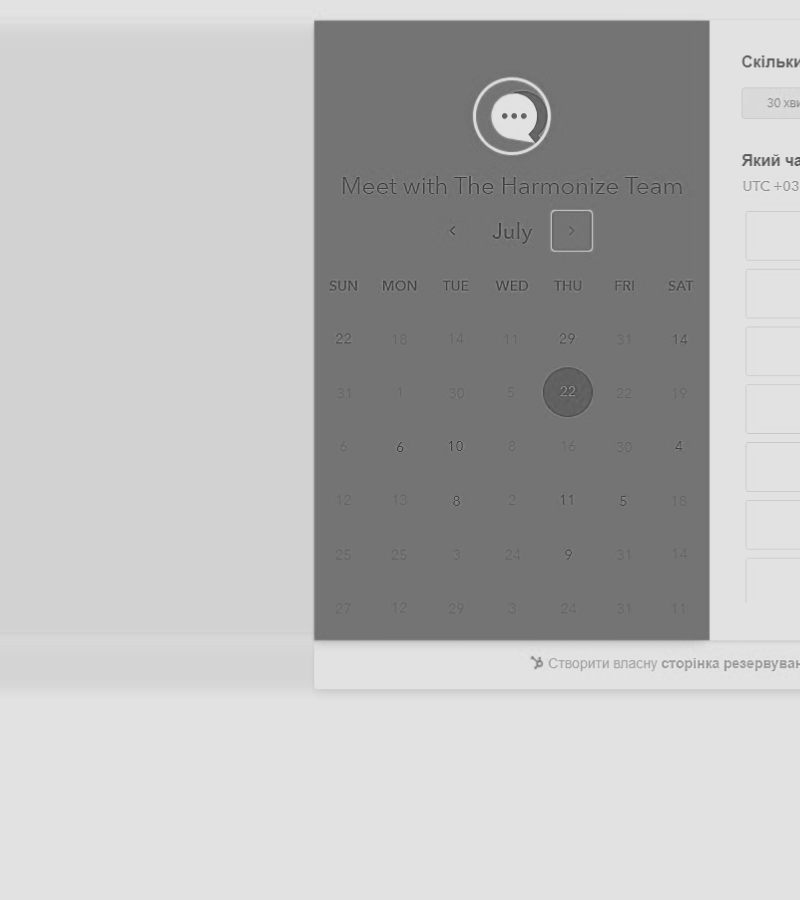 Meet with The Harmonize Team
July
SUN MON TUE WED THU FRI SAT
22 18 14 11 29 31 14
31 1 30 5 22 22 19
6 6 10 8 16 30 4
12 13 8 2 11 5 18
25 25 3 24 9 31 14
27 12 29 3 24 31 11
Скільки
30 хви
Який ча
UTC +03
Створити власну сторінка резервуван